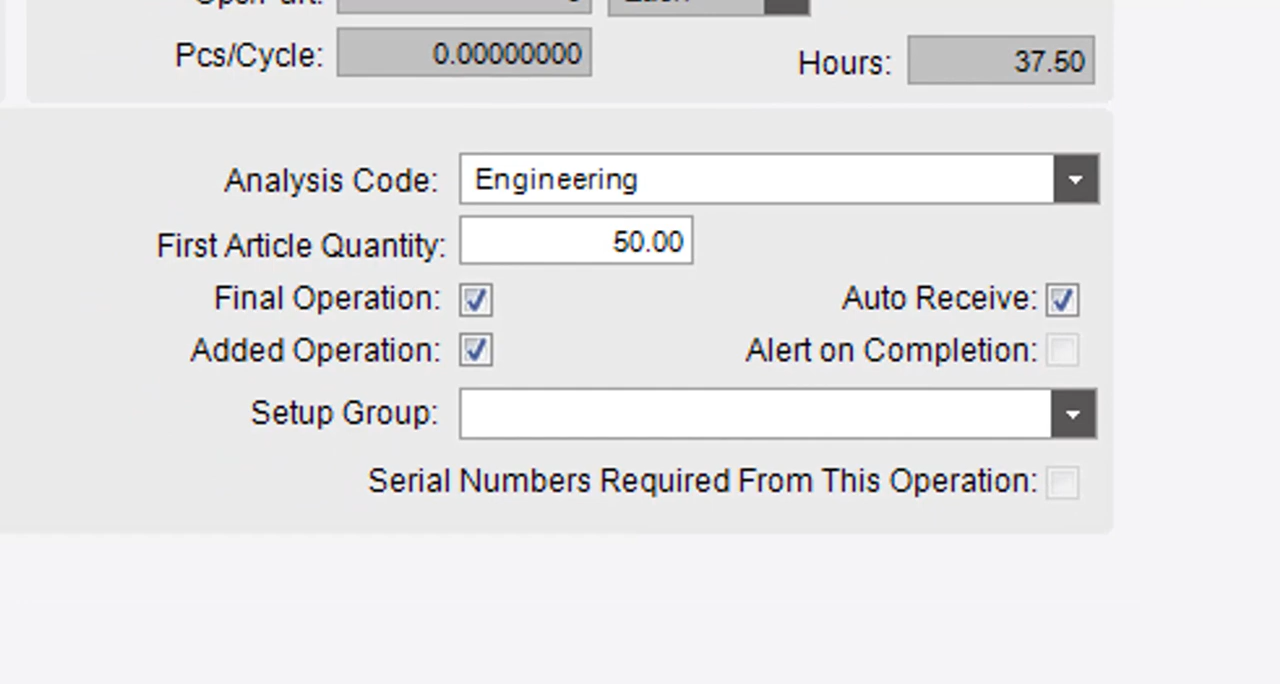 Pcs/Cycle: 0.00000000
Hours: 37.50
Analysis Code: Engineering
First Article Quantity: 50.00
Final Operation: Auto Receive:
Added Operation: Alert on Completion:
Setup Group:
Serial Numbers Required From This Operation: